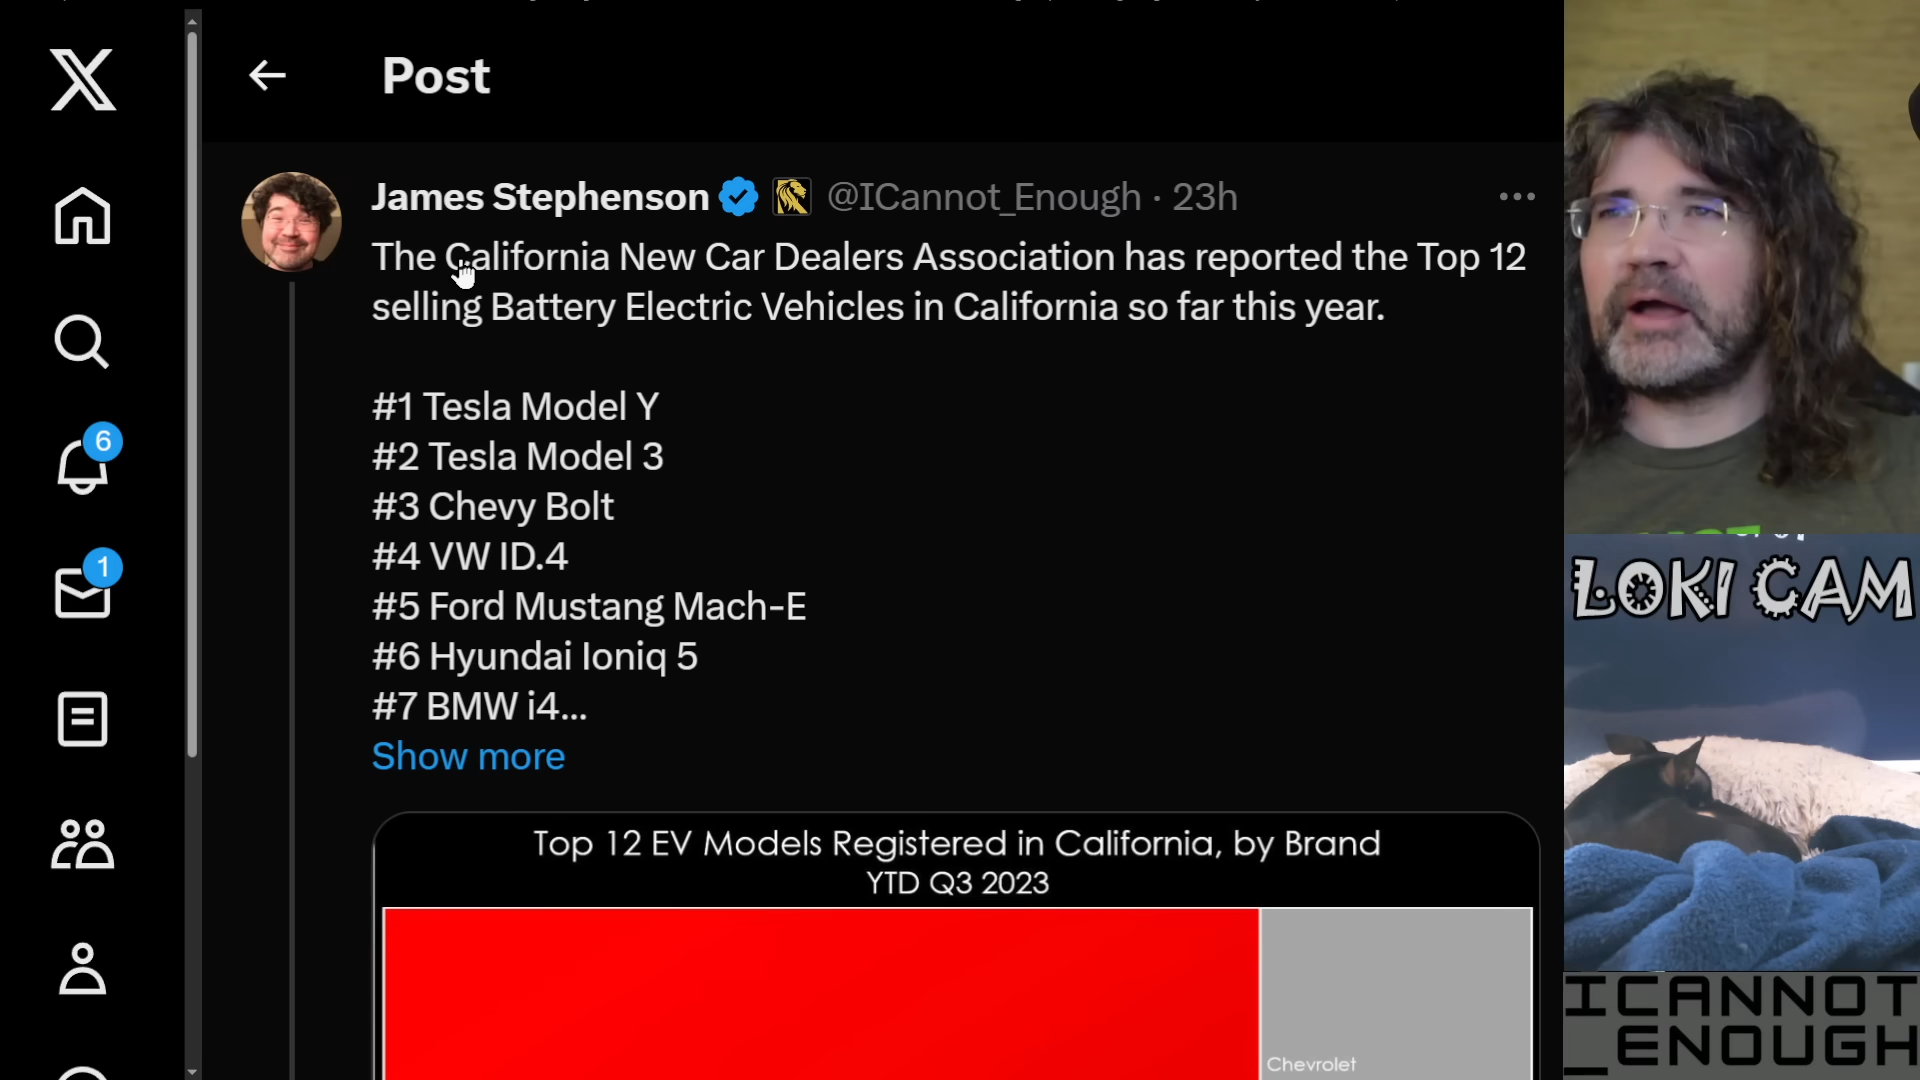 Post
James Stephenson @ICannot_Enough · 23h
The California New Car Dealers Association has reported the Top 12
selling Battery Electric Vehicles in California so far this year.
#1 Tesla Model Y
#2 Tesla Model 3
#3 Chevy Bolt
#4 VW ID.4
#5 Ford Mustang Mach-E
#6 Hyundai Ioniq 5
#7 BMW i4...
Show more
Top 12 EV Models Registered in California, by Brand
YTD Q3 2023
Chevrolet
6
1
LOKI CAM
ICANNOT
_ENOUGH